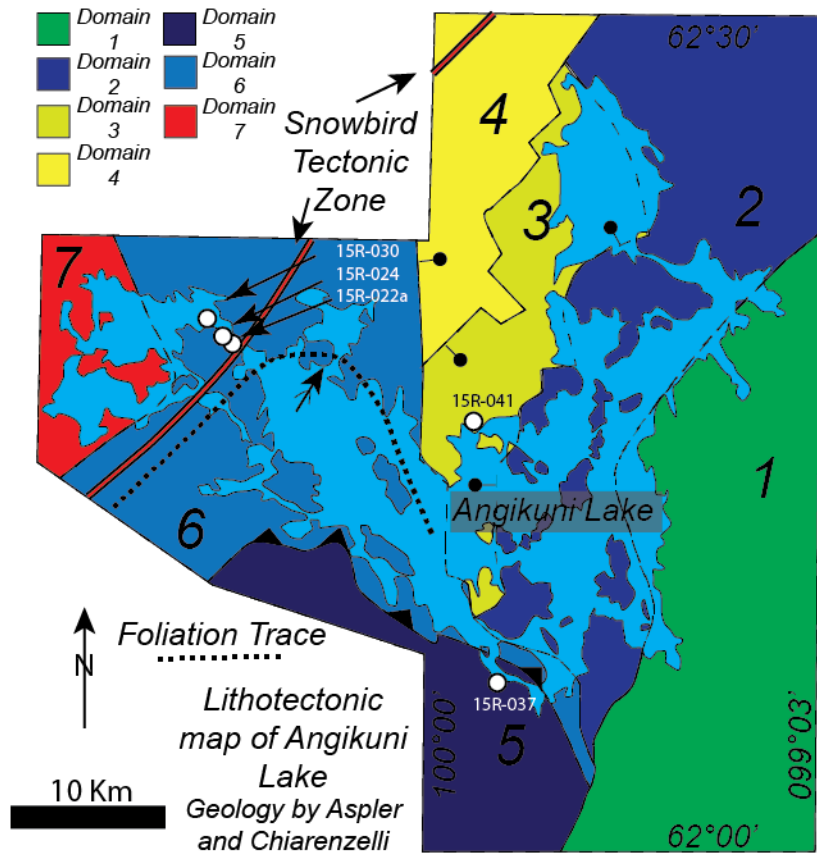 Domain
1
Domain
2
Domain
3
Domain
4
Domain
5
Domain
6
Domain
7
Snowbird
Tectonic
Zone
62°30'
4
3
2
7
15R-030
15R-024
15R-022a
15R-041
1
Angikuni Lake
6
N
Foliation Trace
15R-037
5
100°00'
099°03'
62°00'
Lithotectonic
map of Angikuni
Lake
Geology by Aspler
and Chiarenzelli
10 Km